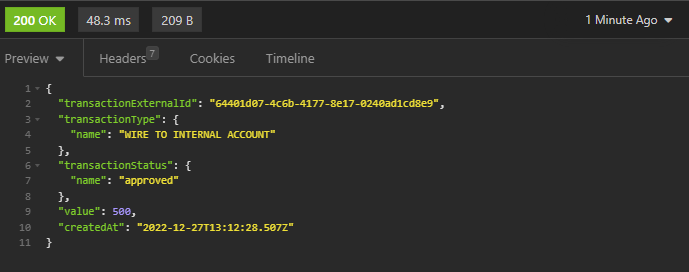 200 OK 48.3 ms 209 B 1 Minute Ago
Preview Headers 7 Cookies Timeline
1 {
2 "transactionExternalId": "64401d07-4c6b-4177-8e17-0240ad1cd8e9",
3 "transactionType": {
4 "name": "WIRE TO INTERNAL ACCOUNT"
5 },
6 "transactionStatus": {
7 "name": "approved"
8 },
9 "value": 500,
10 "createdAt": "2022-12-27T13:12:28.507Z"
11 }